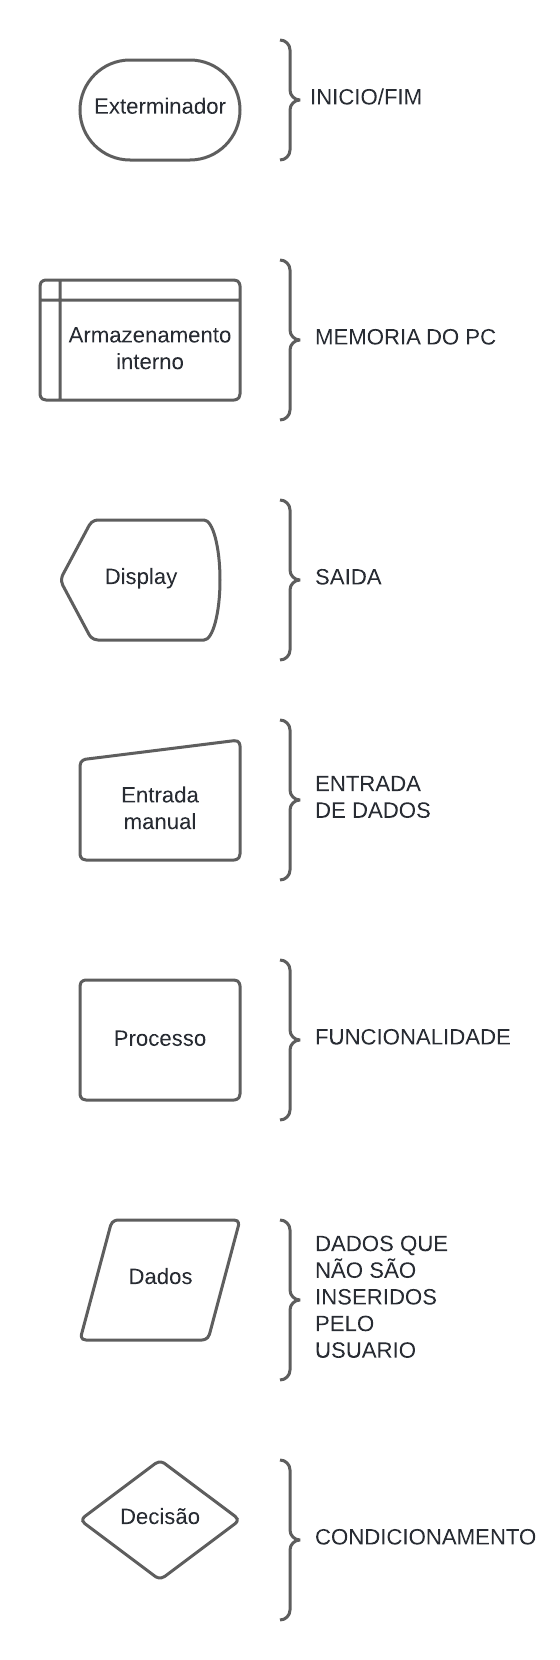 Exterminador
INICIO/FIM
Armazenamento
interno
MEMORIA DO PC
Display
SAIDA
Entrada
manual
ENTRADA
DE DADOS
Processo
FUNCIONALIDADE
Dados
DADOS QUE
NÃO SÃO
INSERIDOS
PELO
USUARIO
Decisão
CONDICIONAMENTO